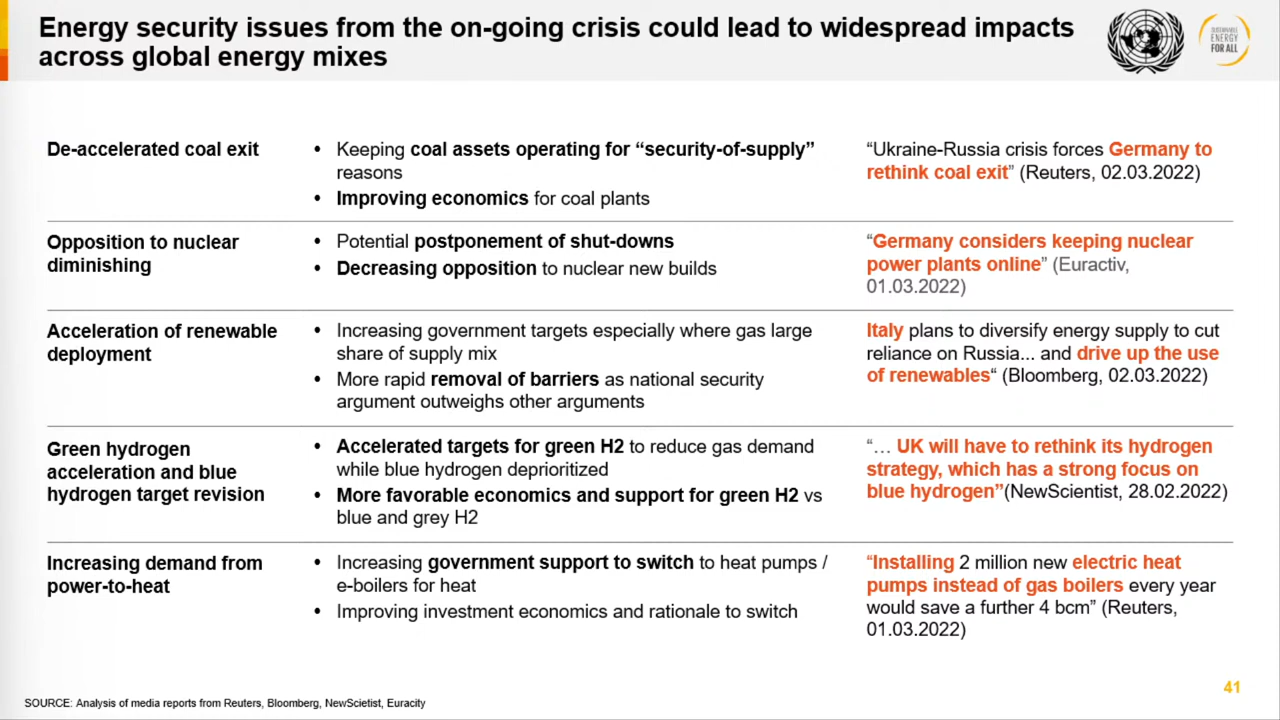 Energy security issues from the on-going crisis could lead to widespread impacts
across global energy mixes
SUSTAINABLE
ENERGY
FOR ALL
De-accelerated coal exit
• Keeping coal assets operating for “security-of-supply”
reasons
• Improving economics for coal plants
“Ukraine-Russia crisis forces Germany to
rethink coal exit” (Reuters, 02.03.2022)
Opposition to nuclear
diminishing
• Potential postponement of shut-downs
• Decreasing opposition to nuclear new builds
“Germany considers keeping nuclear
power plants online” (Euractiv,
01.03.2022)
Acceleration of renewable
deployment
• Increasing government targets especially where gas large
share of supply mix
• More rapid removal of barriers as national security
argument outweighs other arguments
Italy plans to diversify energy supply to cut
reliance on Russia... and drive up the use
of renewables“ (Bloomberg, 02.03.2022)
Green hydrogen
acceleration and blue
hydrogen target revision
• Accelerated targets for green H2 to reduce gas demand
while blue hydrogen deprioritized
• More favorable economics and support for green H2 vs
blue and grey H2
“… UK will have to rethink its hydrogen
strategy, which has a strong focus on
blue hydrogen”(NewScientist, 28.02.2022)
Increasing demand from
power-to-heat
• Increasing government support to switch to heat pumps /
e-boilers for heat
• Improving investment economics and rationale to switch
“Installing 2 million new electric heat
pumps instead of gas boilers every year
would save a further 4 bcm” (Reuters,
01.03.2022)
41
SOURCE: Analysis of media reports from Reuters, Bloomberg, NewScietist, Euracity